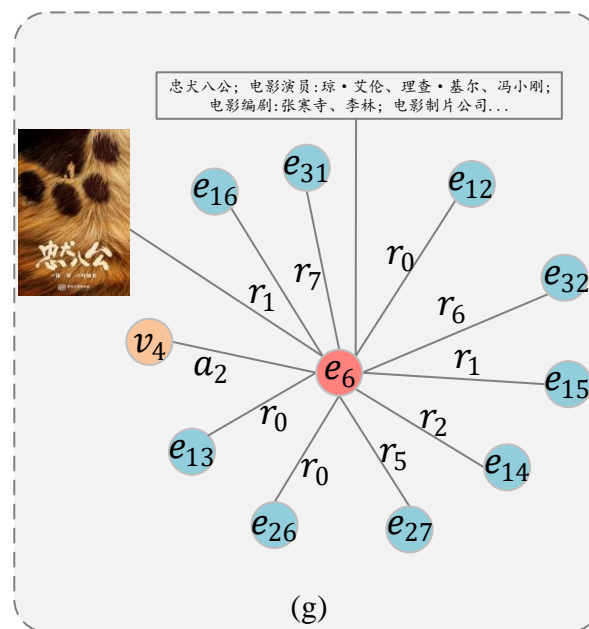 忠犬八公；电影演员:琼·艾伦、理查·基尔、冯小刚；
电影编剧:张寒寺、李林；电影制片公司...
e31
e16
e12
e32
r7
r0
r1
r6
忠犬八公
v4
a2
e6
r1
e15
r0
r2
e13
r0
r5
e14
e26
e27
(g)